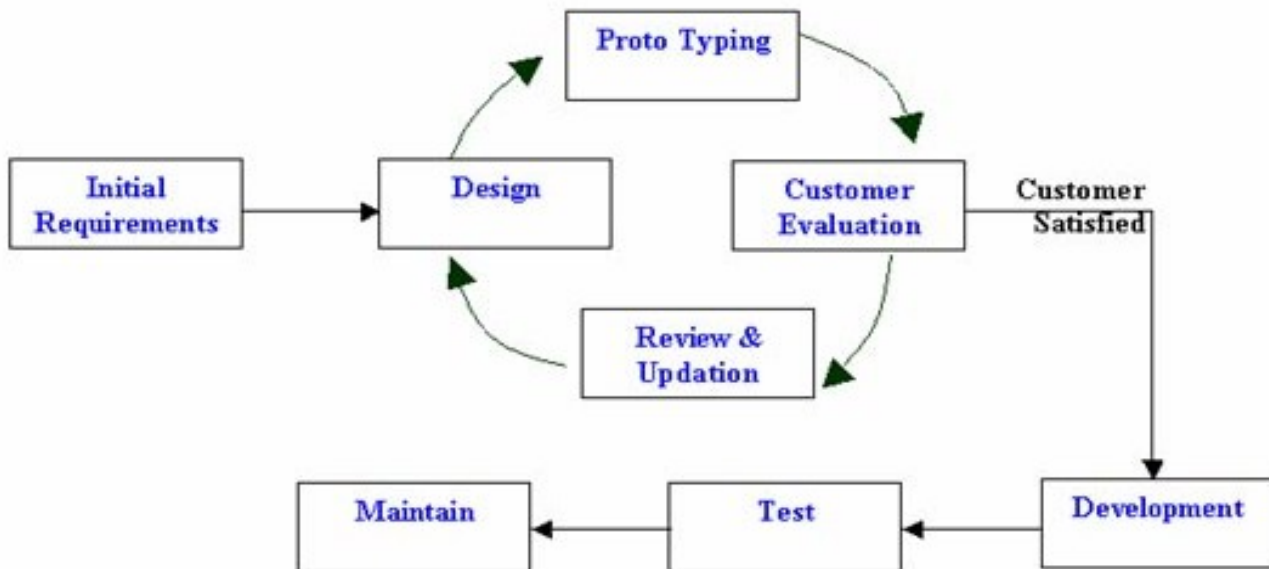 Proto Typing
Initial
Requirements
Design
Customer
Evaluation
Customer
Satisfied
Review &
Updation
Maintain
Test
Development